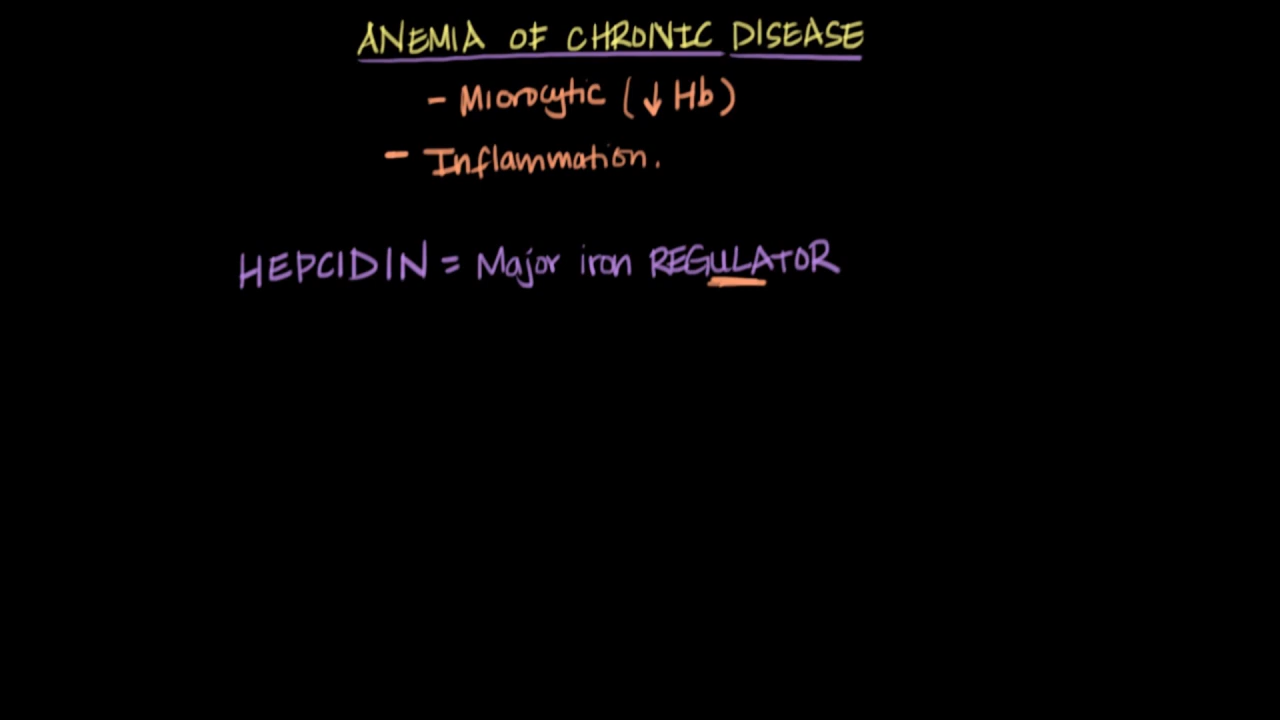 ANEMIA OF CHRONIC DISEASE
- Microcytic (↓ Hb)
- Inflammation.
HEPCIDIN = Major iron REGULATOR